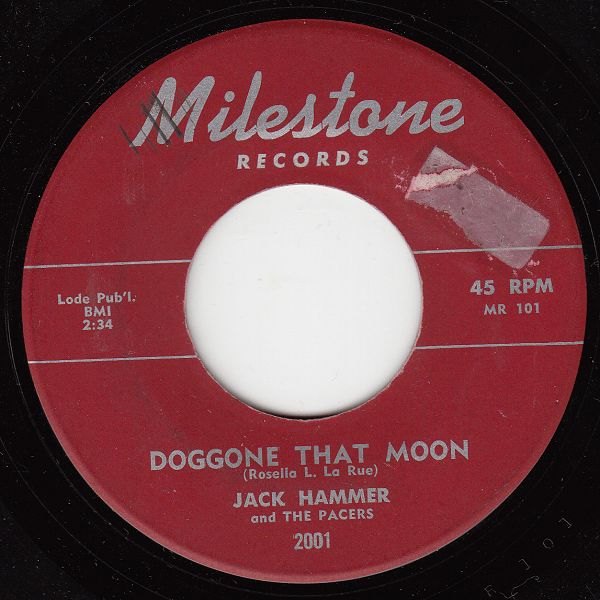 Milestone
RECORDS
Lode Pub'l.
BMI
2:34
45 RPM
MR 101
DOGGONE THAT MOON
(Rosella L. La Rue)
JACK HAMMER
and THE PACERS
2001